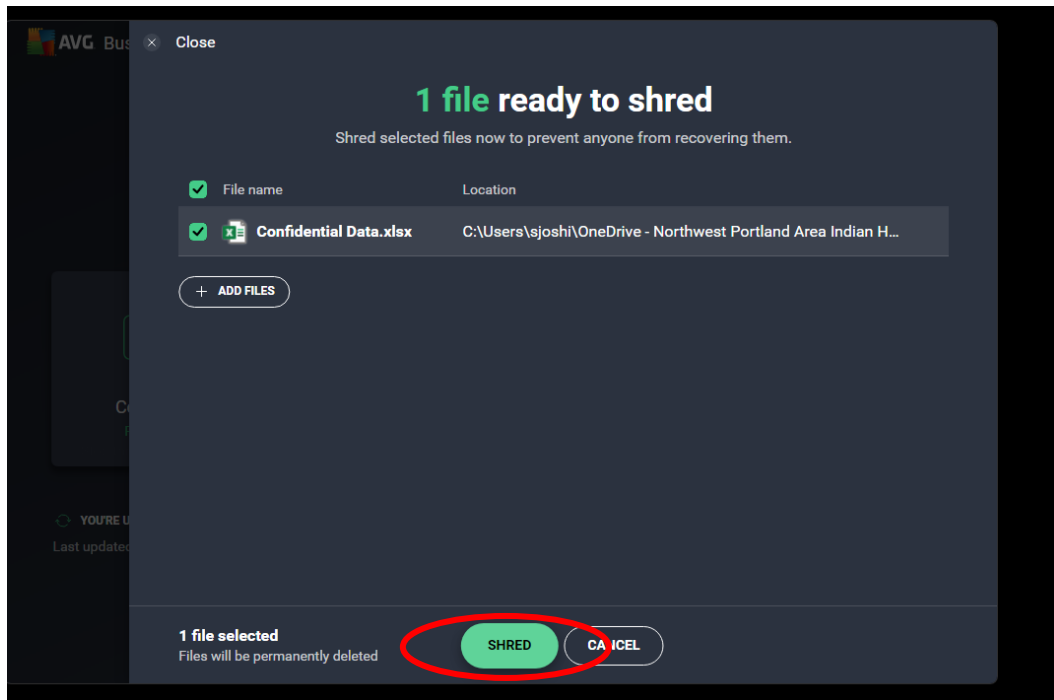 AVG Bus
Close
1 file ready to shred
Shred selected files now to prevent anyone from recovering them.
File name Location
Confidential Data.xlsx C:\Users\sjoshi\OneDrive - Northwest Portland Area Indian H...
+ ADD FILES
YOU'RE U
Last updated
1 file selected
Files will be permanently deleted
SHRED CANCEL